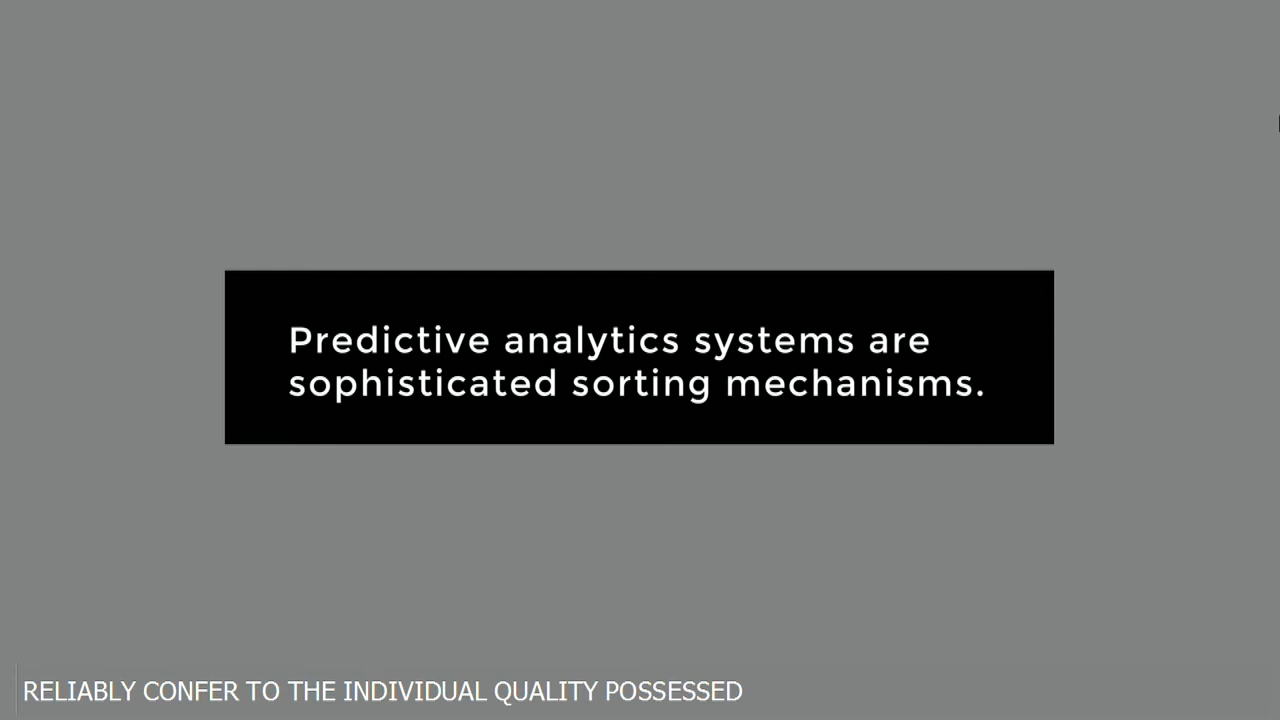 Predictive analytics systems are
sophisticated sorting mechanisms.
RELIABLY CONFER TO THE INDIVIDUAL QUALITY POSSESSED